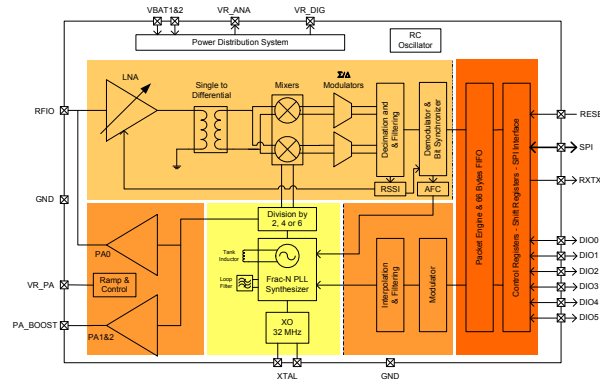 VBAT1&2
VR_ANA
VR_DIG
Power Distribution System
RC
Oscillator
LNA
Single to
Differential
Mixers
Σ/Δ
Modulators
Decimation and
& Filtering
Demodulator &
Bit Synchronizer
RFIO
RSSI
AFC
GND
Division by
2, 4 or 6
PA0
Tank
Inductor
Frac-N PLL
Synthesizer
Loop
Filter
Ramp &
Control
VR_PA
PA_BOOST
PA1&2
XO
32 MHz
XTAL
GND
Interpolation
& Filtering
Modulator
Packet Engine & 66 Bytes FIFO
Control Registers - Shift Registers - SPI Interface
RESE
SPI
RXTX
DIO0
DIO1
DIO2
DIO3
DIO4
DIO5